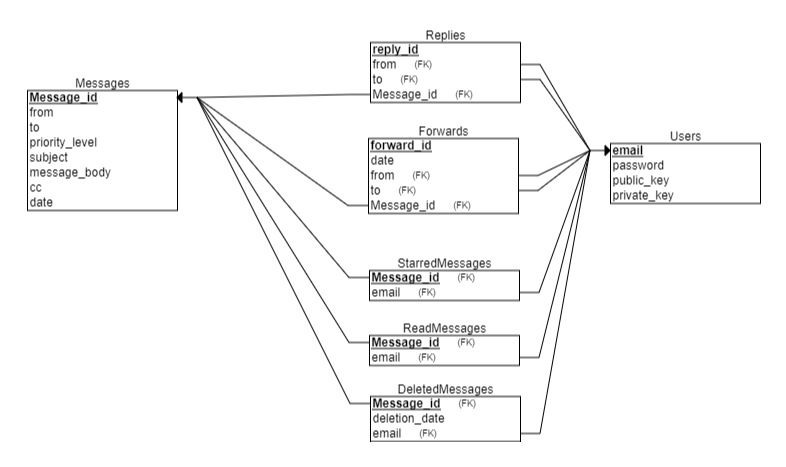 Messages
Message_id
from
to
priority_level
subject
message_body
cc
date
Replies
reply_id
from (FK)
to (FK)
Message_id (FK)
Forwards
forward_id
date
from (FK)
to (FK)
Message_id (FK)
StarredMessages
Message_id (FK)
email (FK)
ReadMessages
Message_id (FK)
email (FK)
DeletedMessages
Message_id (FK)
deletion_date
email (FK)
Users
email
password
public_key
private_key